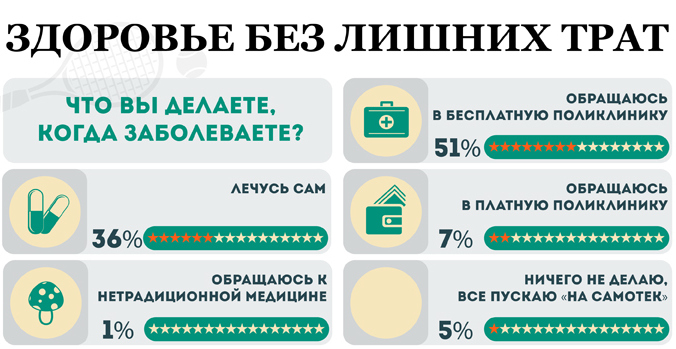 ЗДОРОВЬЕ БЕЗ ЛИШНИХ ТРАТ
ЧТО ВЫ ДЕЛАЕТЕ,
КОГДА ЗАБОЛЕВАЕТЕ?
ОБРАЩАЮСЬ
В БЕСПЛАТНУЮ ПОЛИКЛИНИКУ
51%
ЛЕЧУСЬ САМ
36%
ОБРАЩАЮСЬ
В ПЛАТНУЮ ПОЛИКЛИНИКУ
7%
ОБРАЩАЮСЬ К
НЕТРАДИЦИОННОЙ МЕДИЦИНЕ
1%
НИЧЕГО НЕ ДЕЛАЮ,
ВСЕ ПУСКАЮ «НА САМОТЕК»
5%